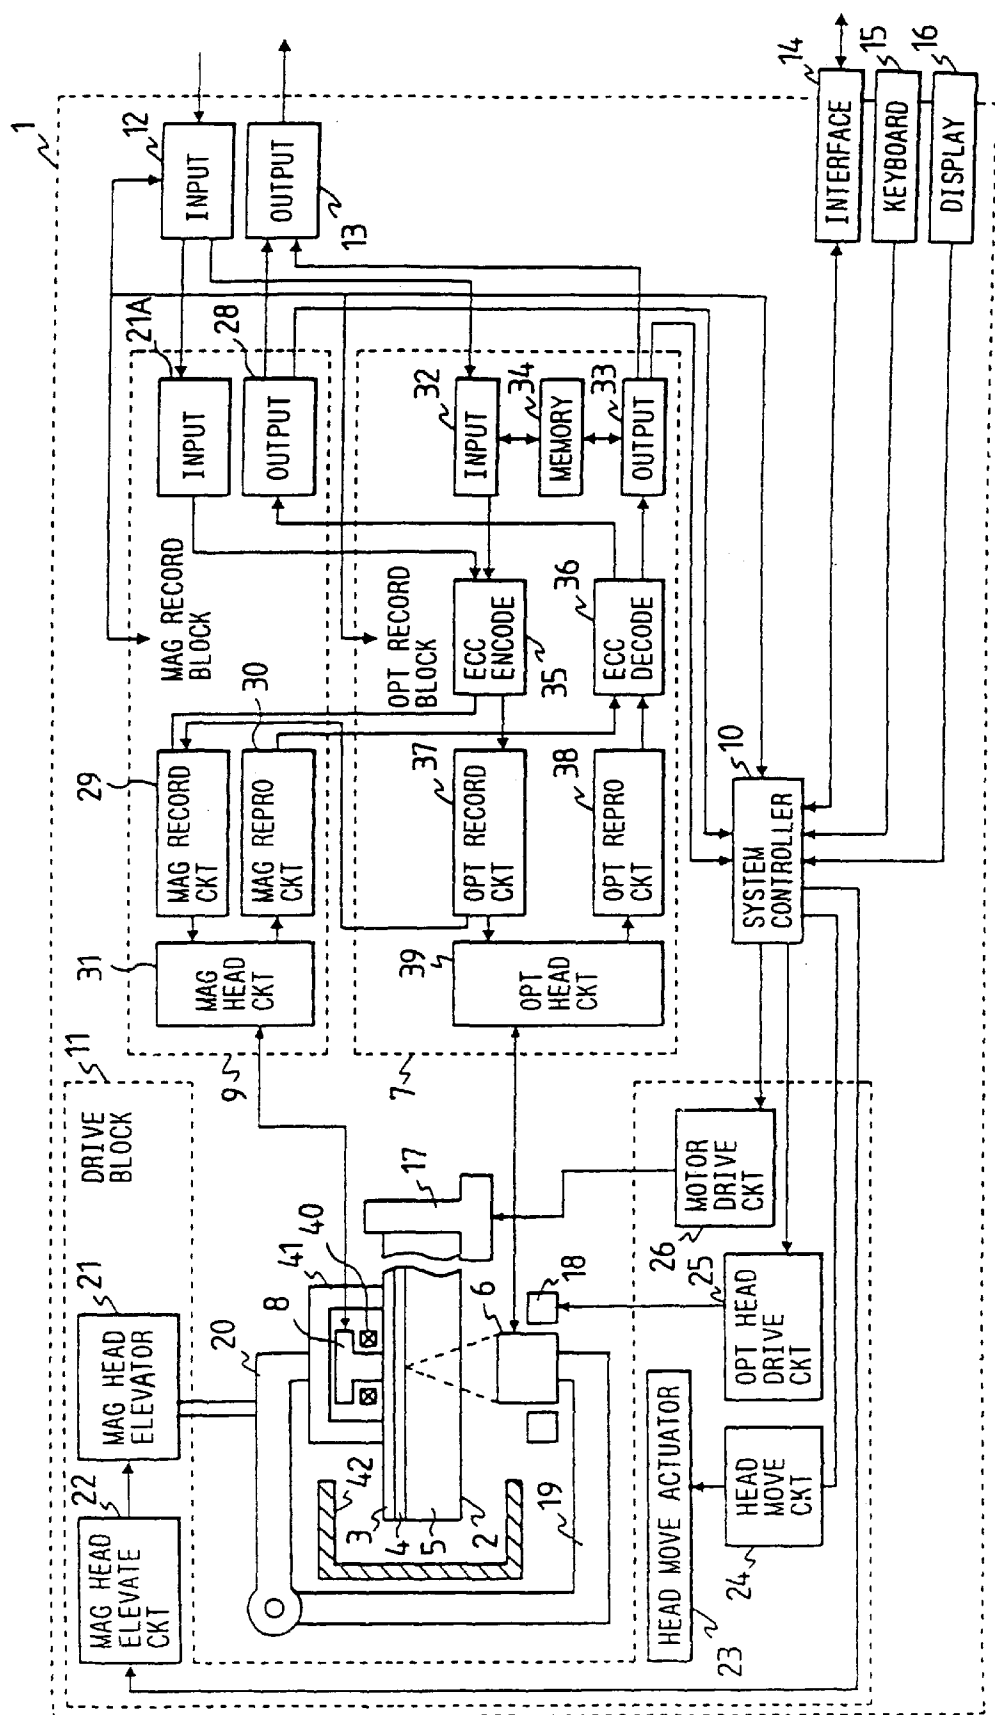 1
11
DRIVE
BLOCK
22
MAG HEAD
ELEVATE
CKT
21
MAG HEAD
ELEVATOR
20
41
8
40
42
3
4
5
2
17
6
18
19
23
HEAD MOVE ACTUATOR
24
HEAD
MOVE
CKT
25
OPT HEAD
DRIVE
CKT
26
MOTOR
DRIVE
CKT
9
31
MAG
HEAD
CKT
29
MAG RECORD
CKT
30
MAG REPRO
CKT
MAG RECORD
BLOCK
21A
INPUT
28
OUTPUT
12
INPUT
13
OUTPUT
7
39
OPT HEAD
CKT
37
OPT RECORD
CKT
38
OPT REPRO
CKT
OPT RECORD
BLOCK
35
ECC
ENCODE
36
ECC
DECODE
32
INPUT
34
MEMORY
33
OUTPUT
10
SYSTEM
CONTROLLER
14
INTERFACE
15
KEYBOARD
16
DISPLAY